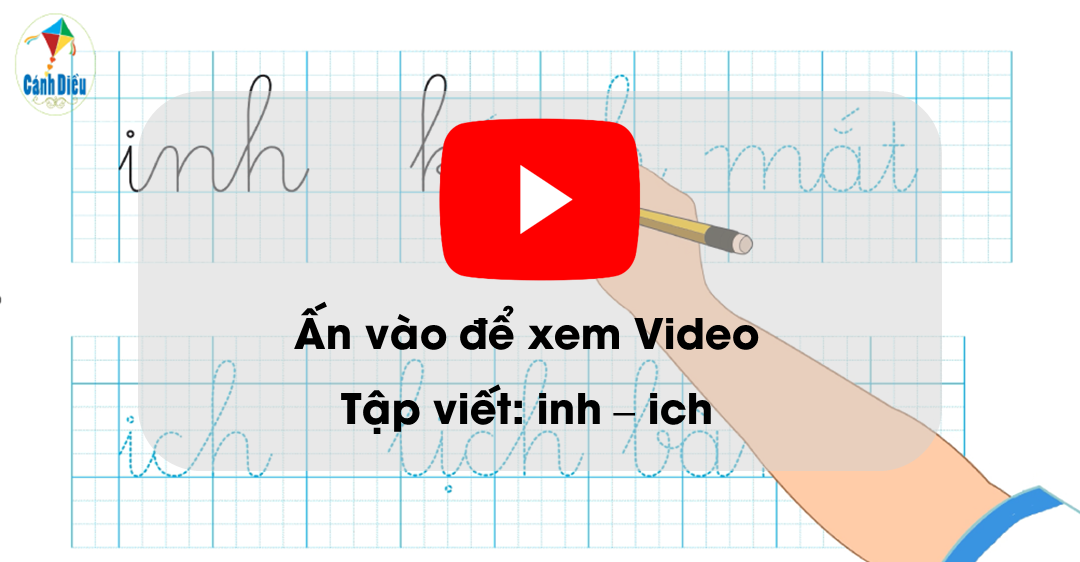 Cánh Diều
inh mắt
Ấn vào để xem Video
Tập viết: inh – ich
ich lịch